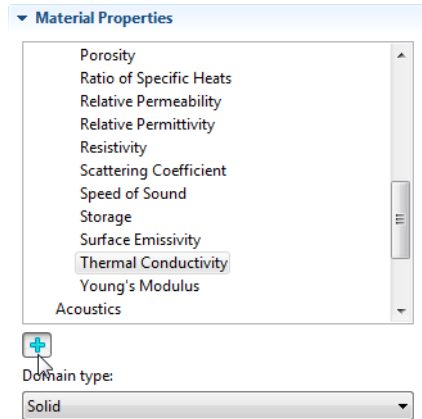 Material Properties
Porosity
Ratio of Specific Heats
Relative Permeability
Relative Permittivity
Resistivity
Scattering Coefficient
Speed of Sound
Storage
Surface Emissivity
Thermal Conductivity
Young's Modulus
Acoustics
Domain type:
Solid